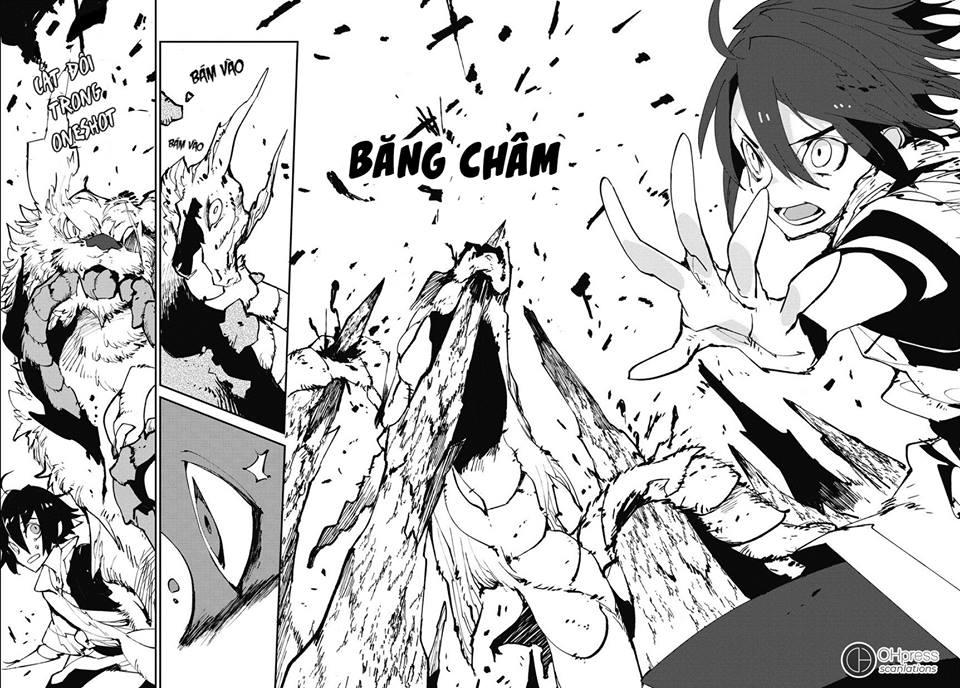 BĂNG CHÂM
BÁM VÀO
BÁM VÀO
CẮT ĐÔI
TRONG
ONESHOT
OHpress
scanlations